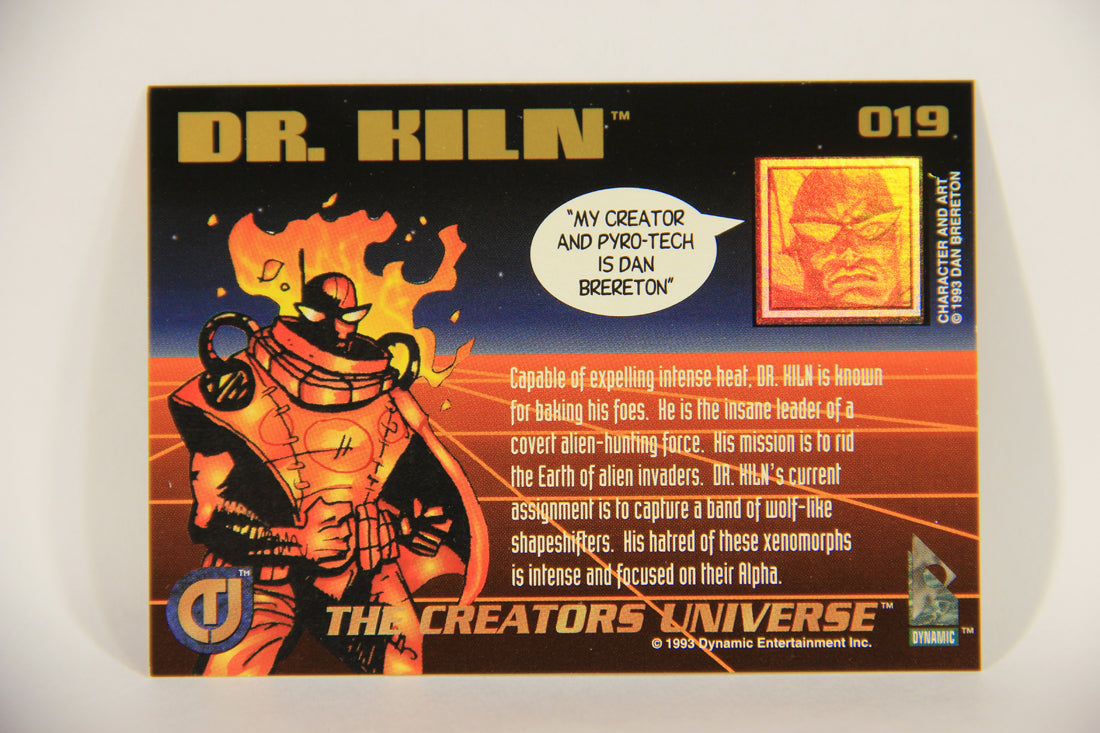 DR. KILN™
019
"MY CREATOR
AND PYRO-TECH
IS DAN
BRERETON"
CHARACTER AND ART
© 1993 DAN BRERETON
Capable of expelling intense heat, DR. KILN is known
for baking his foes. He is the insane leader of a
covert alien-hunting force. His mission is to rid
the Earth of alien invaders. DR. KILN's current
assignment is to capture a band of wolf-like
shapeshifters. His hatred of these xenomorphs
is intense and focused on their Alpha.
THE CREATORS UNIVERSE™
© 1993 Dynamic Entertainment Inc.
TM
DYNAMIC™